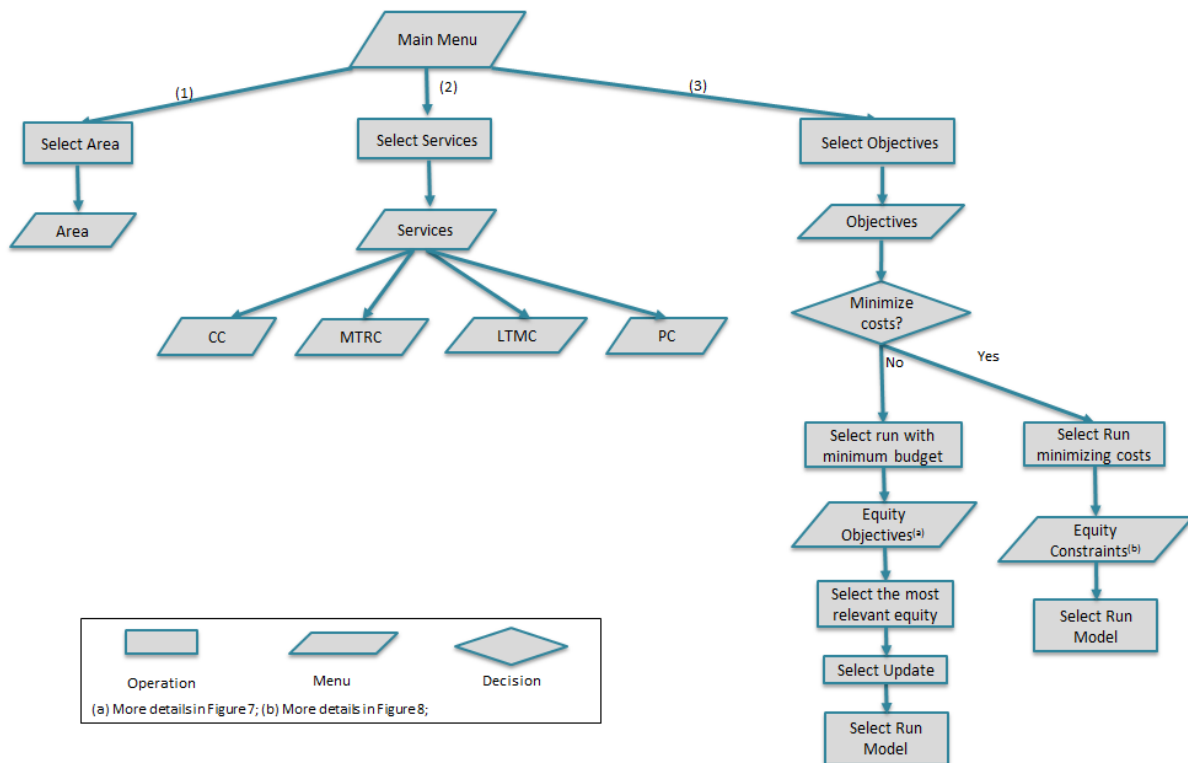 Main Menu
(1)
(2)
(3)
Select Area
Select Services
Select Objectives
Area
Services
Objectives
CC
MTRC
LTMC
PC
Minimize
costs?
No
Yes
Select run with
minimum budget
Select Run
minimizing costs
Equity
Objectives(a)
Equity
Constraints(b)
Select the most
relevant equity
Select Run
Model
Select Update
Select Run
Model
Operation
Menu
Decision
(a) More details in Figure 7; (b) More details in Figure 8;